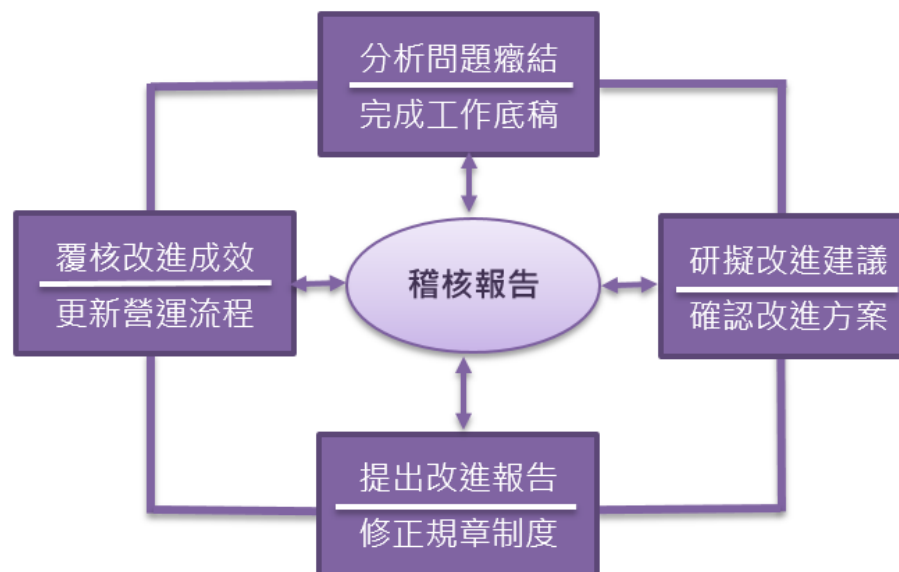 分析問題癥結
完成工作底稿
覆核改進成效
更新營運流程
稽核報告
研擬改進建議
確認改進方案
提出改進報告
修正規章制度